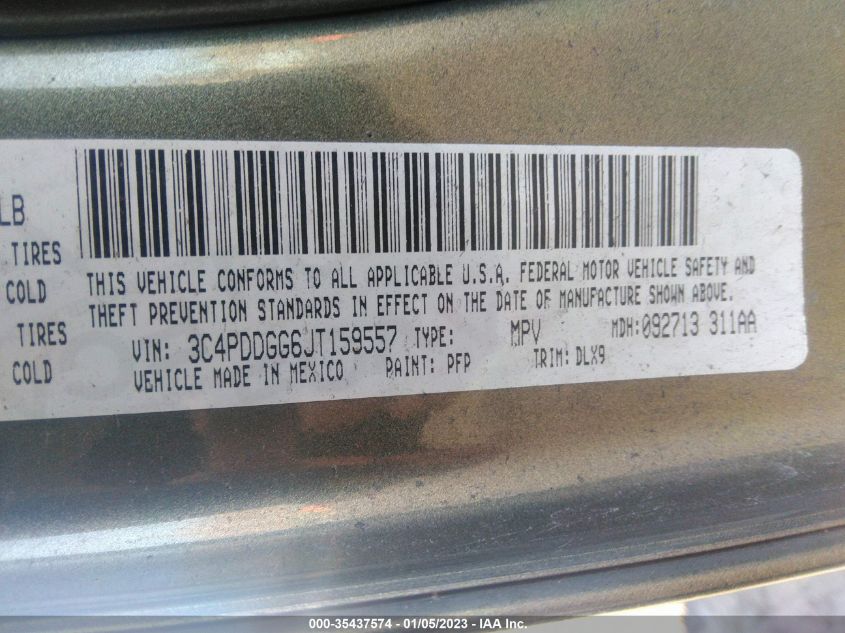 LB
TIRES
COLD
TIRES
COLD
THIS VEHICLE CONFORMS TO ALL APPLICABLE U.S.A. FEDERAL MOTOR VEHICLE SAFETY AND
THEFT PREVENTION STANDARDS IN EFFECT ON THE DATE OF MANUFACTURE SHOWN ABOVE.
VIN: 3C4PDDGG6JT159557 TYPE: MPV MDH:092713 311AA
VEHICLE MADE IN MEXICO PAINT: PFP TRIM: DLX9
000-35437574 - 01/05/2023 - IAA Inc.